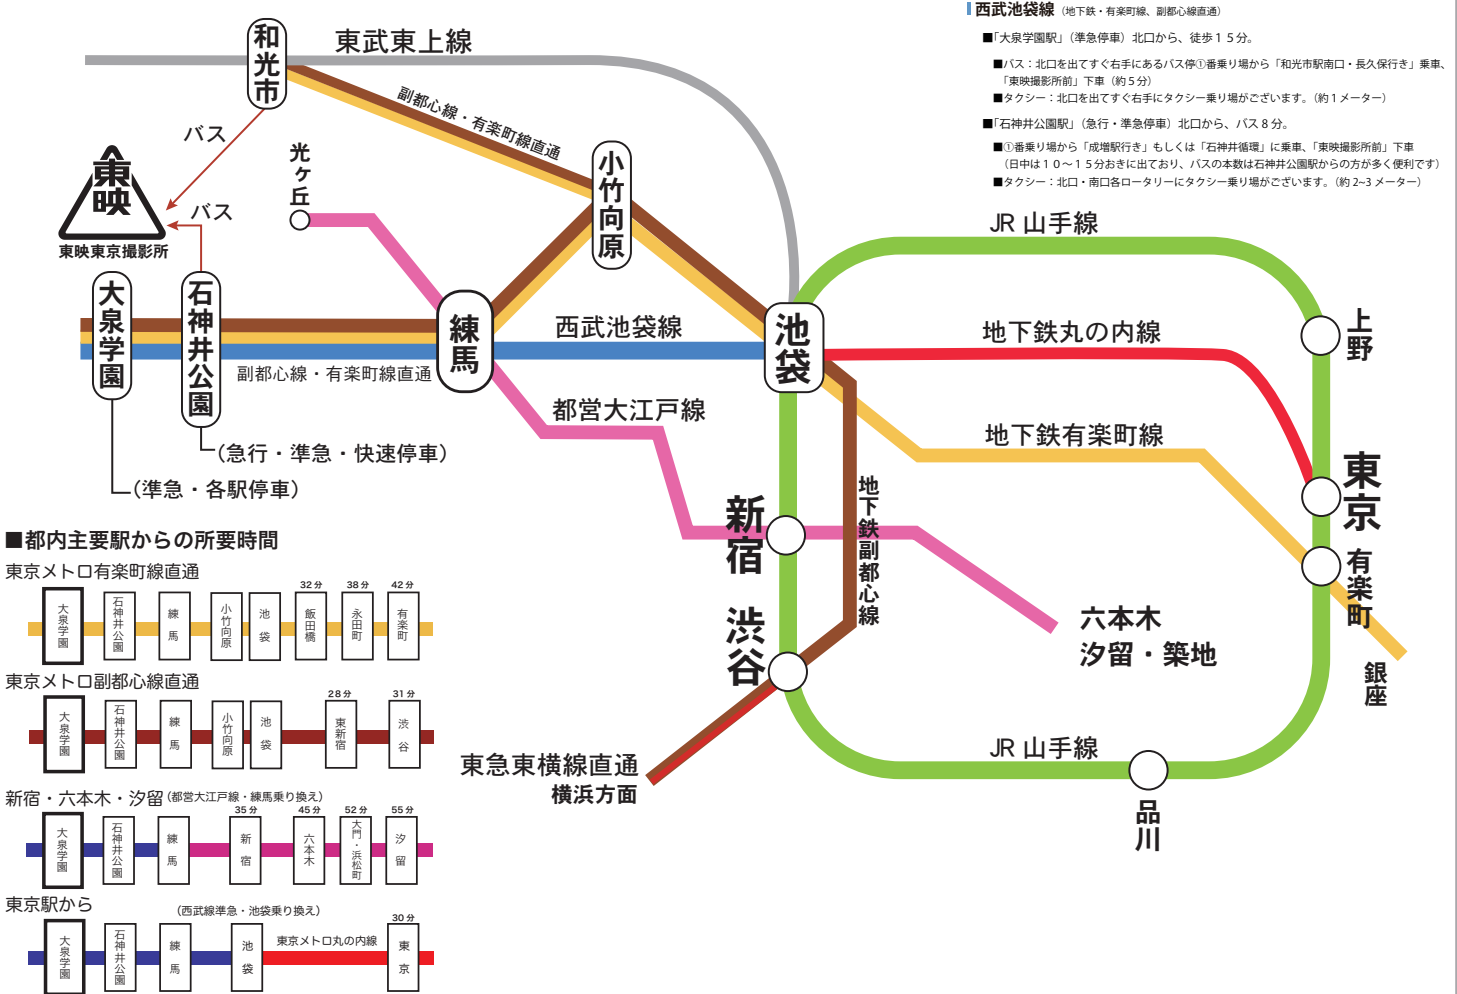 西武池袋線（地下鉄・有楽町線、副都心線直通）
■「大泉学園駅」（準急停車）北口から、徒歩１５分。
■バス：北口を出てすぐ右手にあるバス停①番乗り場から「和光市駅南口・長久保行き」乗車、
「東映撮影所前」下車（約５分）
■タクシー：北口を出てすぐ右手にタクシー乗り場がございます。（約１メーター）
■「石神井公園駅」（急行・準急停車）北口から、バス８分。
■①番乗り場から「成増駅行き」もしくは「石神井循環」に乗車、「東映撮影所前」下車
（日中は１０～１５分おきに出ており、バスの本数は石神井公園駅からの方が多く便利です）
■タクシー：北口・南口各ロータリーにタクシー乗り場がございます。（約 2~3 メーター）
和光市
東武東上線
副都心線・有楽町線直通
バス
光ヶ丘
小竹向原
東映
バス
東映東京撮影所
JR 山手線
大泉学園
石神井公園
練馬
西武池袋線
池袋
地下鉄丸の内線
上野
副都心線・有楽町線直通
都営大江戸線
地下鉄有楽町線
（急行・準急・快速停車）
（準急・各駅停車）
東京
地下鉄副都心線
新宿
有楽町
渋谷
六本木
汐留・築地
銀座
東急東横線直通
横浜方面
JR 山手線
品川
■都内主要駅からの所要時間
東京メトロ有楽町線直通
32 分 38 分 42 分
大泉学園 石神井公園 練馬 小竹向原 池袋 飯田橋 永田町 有楽町
東京メトロ副都心線直通
28 分 31 分
大泉学園 石神井公園 練馬 小竹向原 池袋 東新宿 渋谷
新宿・六本木・汐留（都営大江戸線・練馬乗り換え）
35 分 45 分 52 分 55 分
大泉学園 石神井公園 練馬 新宿 六本木 大門・浜松町 汐留
東京駅から （西武線準急・池袋乗り換え）
30 分
大泉学園 石神井公園 練馬 池袋 東京メトロ丸の内線 東京